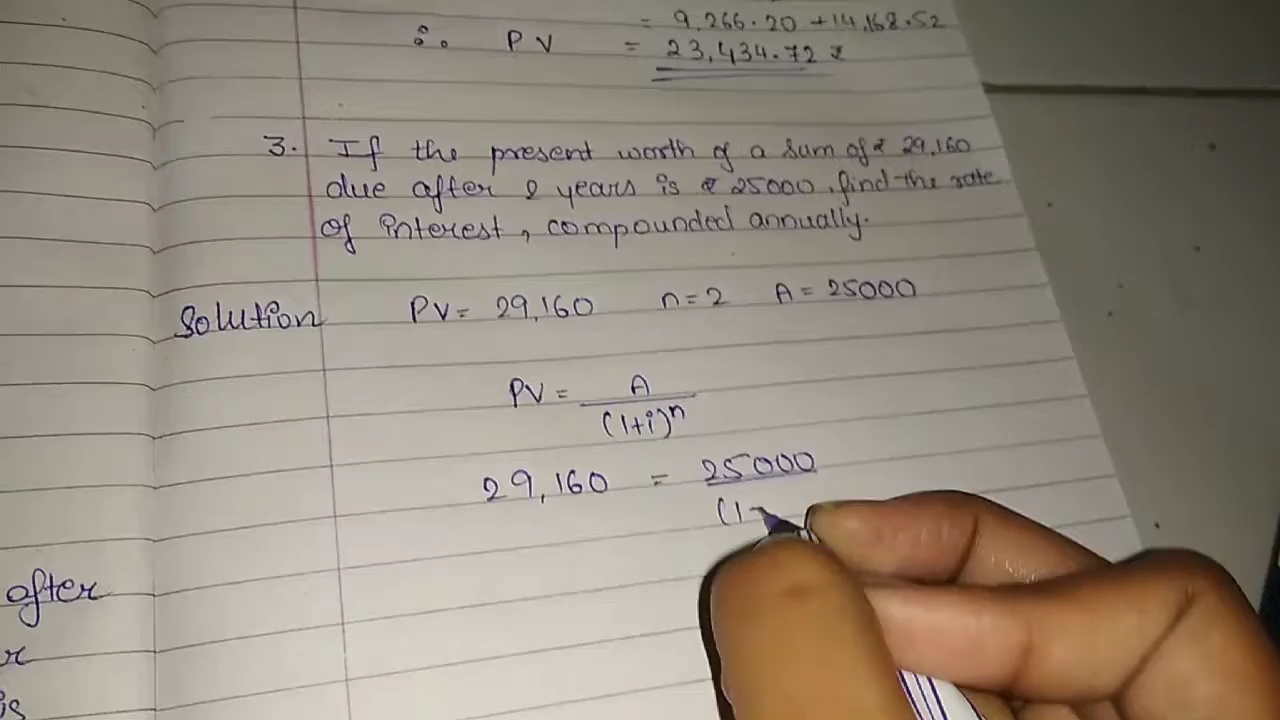 = 9,266.20 + 14,168.52
∴ PV = 23,434.72 ₹
3. If the present worth of a sum of ₹ 29,160
due after 2 years is ₹ 25000, find the rate
of interest, compounded annually.
Solution PV = 29,160 n = 2 A = 25000
PV = A
(1+i)^n
29,160 = 25000
(1
after
r
is